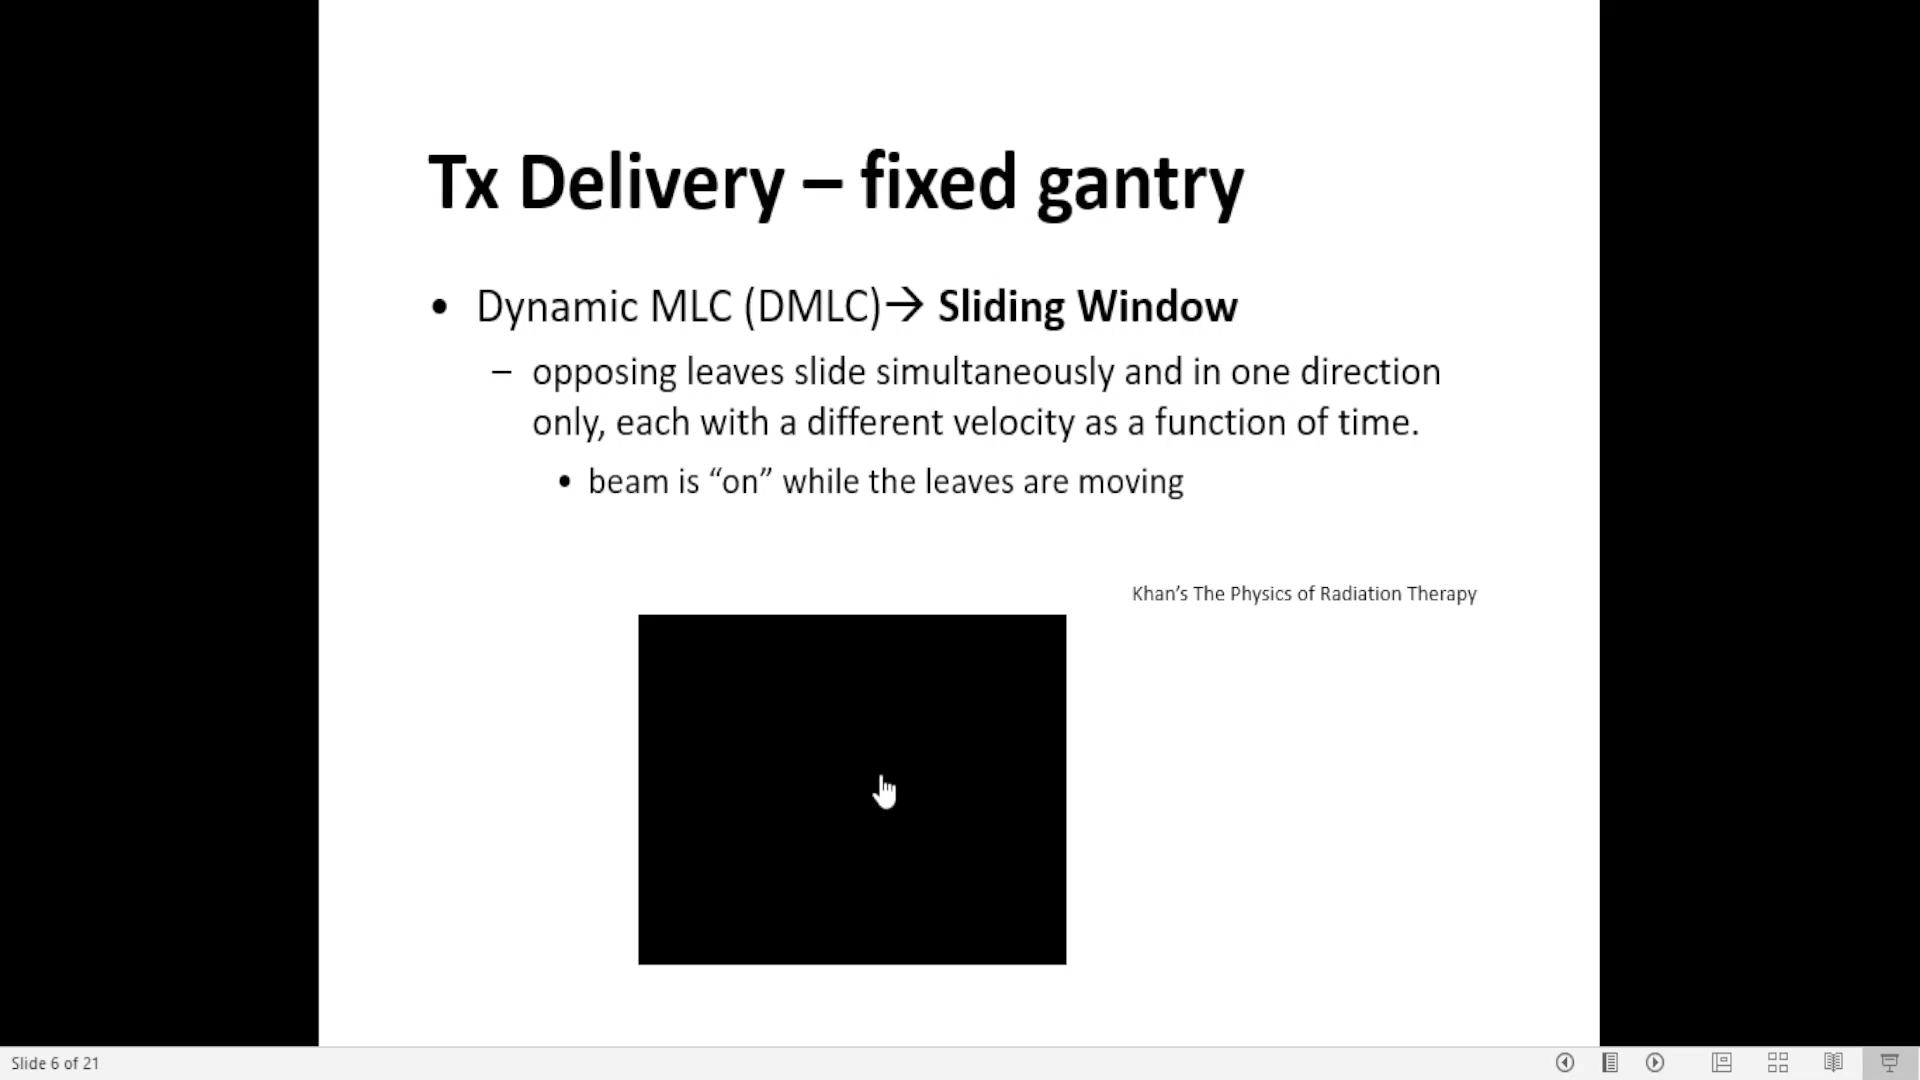 Tx Delivery – fixed gantry
• Dynamic MLC (DMLC)→ Sliding Window
– opposing leaves slide simultaneously and in one direction
only, each with a different velocity as a function of time.
• beam is “on” while the leaves are moving
Khan’s The Physics of Radiation Therapy
Slide 6 of 21